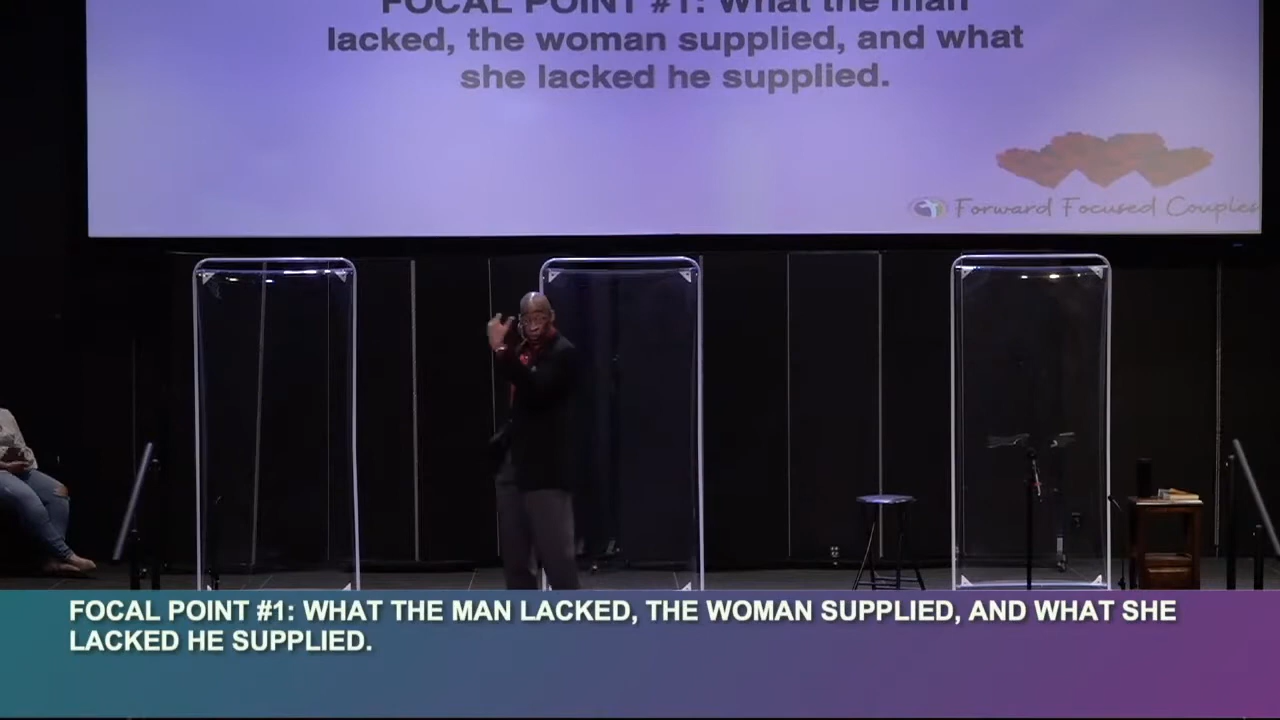 FOCAL POINT #1: What the man
lacked, the woman supplied, and what
she lacked he supplied.
Forward Focused Couples
FOCAL POINT #1: WHAT THE MAN LACKED, THE WOMAN SUPPLIED, AND WHAT SHE
LACKED HE SUPPLIED.